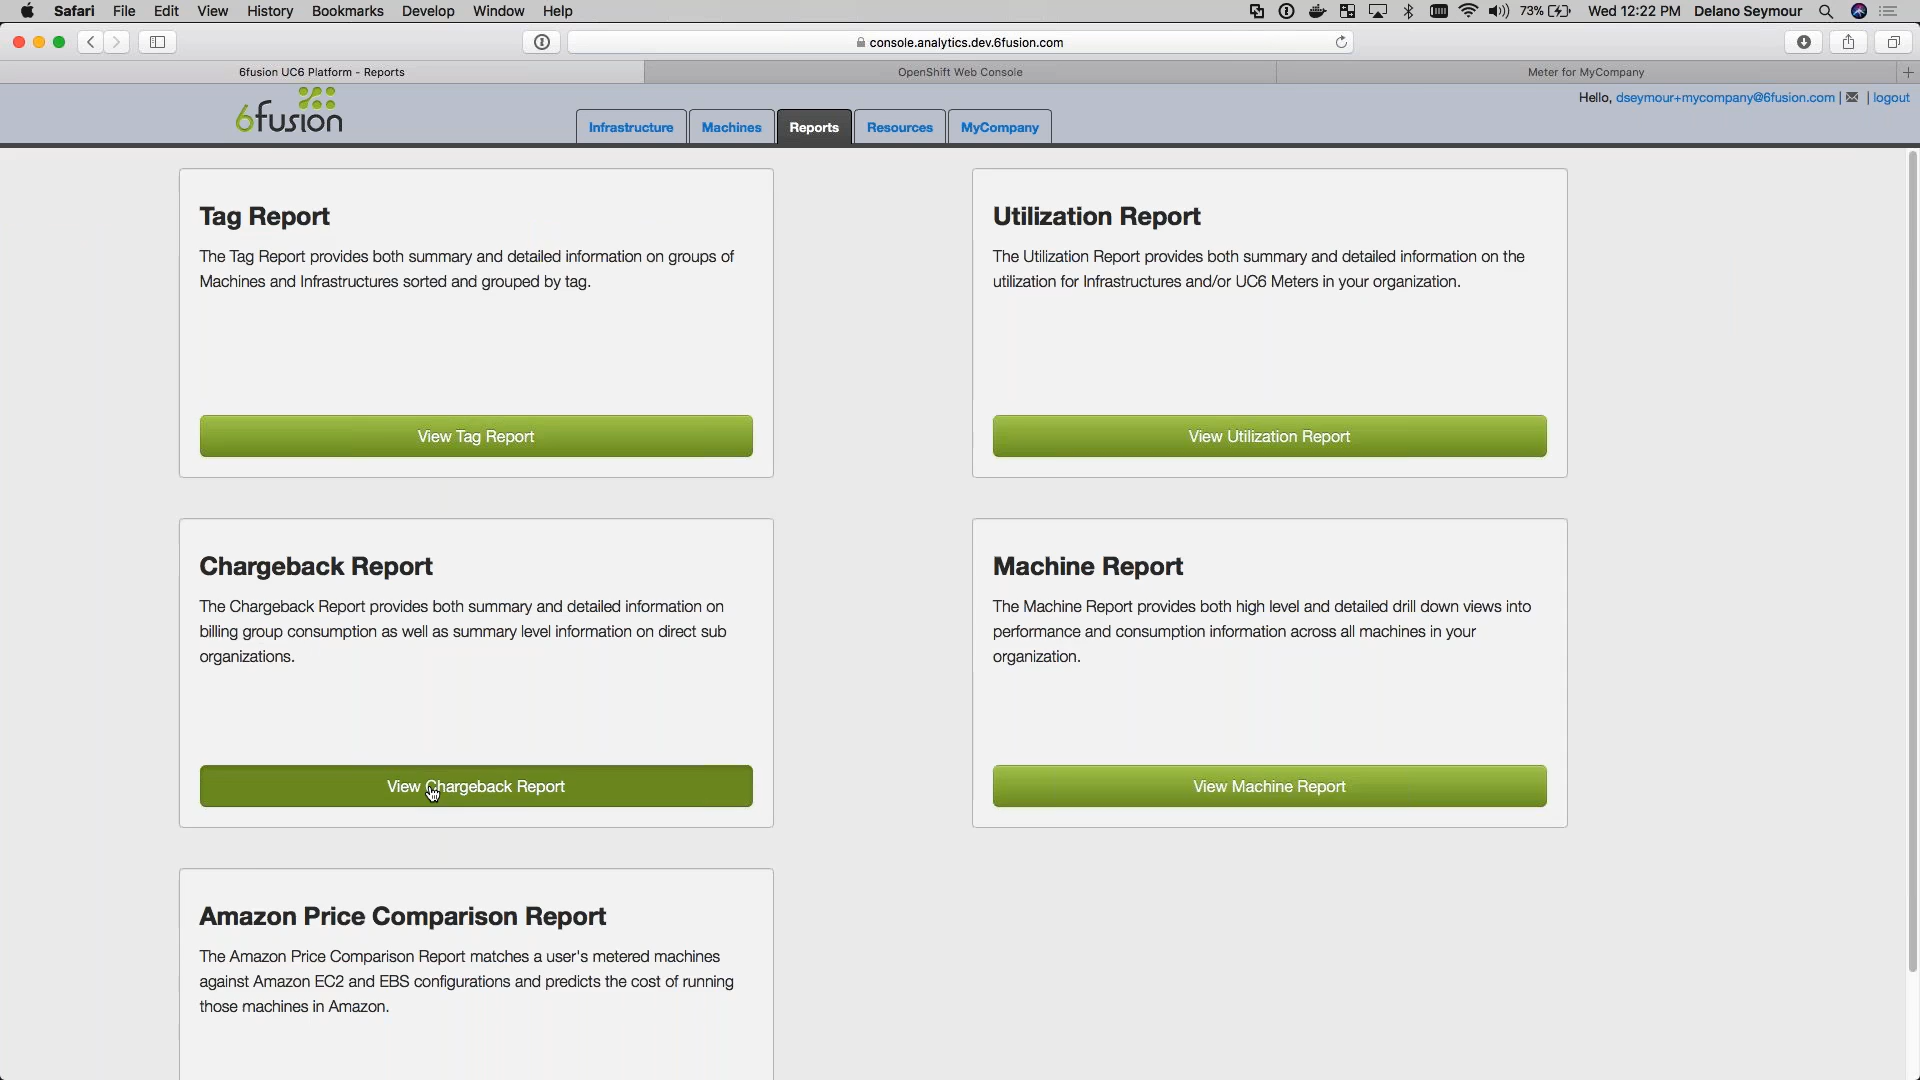 Safari File Edit View History Bookmarks Develop Window Help 73% Wed 12:22 PM Delano Seymour
console.analytics.dev.6fusion.com
6fusion UC6 Platform - Reports OpenShift Web Console Meter for MyCompany
6fusion
Hello, dseymour+mycompany@6fusion.com | | logout
Infrastructure Machines Reports Resources MyCompany
Tag Report
The Tag Report provides both summary and detailed information on groups of
Machines and Infrastructures sorted and grouped by tag.
View Tag Report
Utilization Report
The Utilization Report provides both summary and detailed information on the
utilization for Infrastructures and/or UC6 Meters in your organization.
View Utilization Report
Chargeback Report
The Chargeback Report provides both summary and detailed information on
billing group consumption as well as summary level information on direct sub
organizations.
View Chargeback Report
Machine Report
The Machine Report provides both high level and detailed drill down views into
performance and consumption information across all machines in your
organization.
View Machine Report
Amazon Price Comparison Report
The Amazon Price Comparison Report matches a user's metered machines
against Amazon EC2 and EBS configurations and predicts the cost of running
those machines in Amazon.